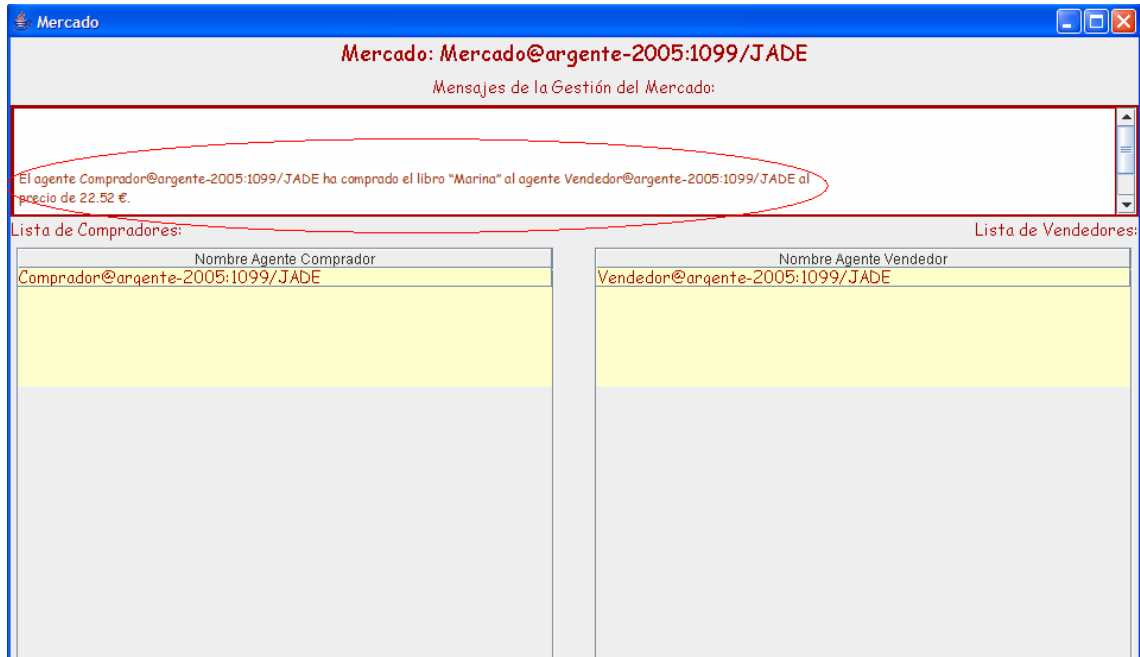 Mercado
Mercado: Mercado@argente-2005:1099/JADE
Mensajes de la Gestión del Mercado:
El agente Comprador@argente-2005:1099/JADE ha comprado el libro "Marina" al agente Vendedor@argente-2005:1099/JADE al
precio de 22.52 €.
Lista de Compradores:
Lista de Vendedores:
Nombre Agente Comprador
Comprador@argente-2005:1099/JADE
Nombre Agente Vendedor
Vendedor@argente-2005:1099/JADE